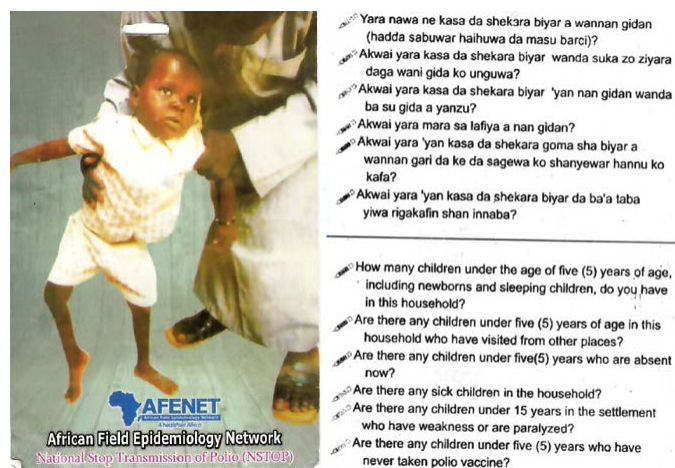 AFENET
African Field Epidemiology Network
A healthier Africa
African Field Epidemiology Network
National Stop Transmission of Polio (NSTOP)
Yara nawa ne kasa da shekara biyar a wannan gidan
(hadda sabuwar haihuwa da masu barci)?
Akwai yara kasa da shekara biyar wanda suka zo ziyara
daga wani gida ko unguwa?
Akwai yara kasa da shekara biyar 'yan nan gidan wanda
ba su gida a yanzu?
Akwai yara mara sa lafiya a nan gidan?
Akwai yara 'yan kasa da shekara goma sha biyar a
wannan gari da ke da sagewa ko shanyewar hannu ko
kafa?
Akwai yara 'yan kasa da shekara biyar da ba'a taba
yiwa rigakafin shan innaba?
How many children under the age of five (5) years of age,
including newborns and sleeping children, do you have
in this household?
Are there any children under five (5) years of age in this
household who have visited from other places?
Are there any children under five(5) years who are absent
now?
Are there any sick children in the household?
Are there any children under 15 years in the settlement
who have weakness or are paralyzed?
Are there any children under five (5) years who have
never taken polio vaccine?